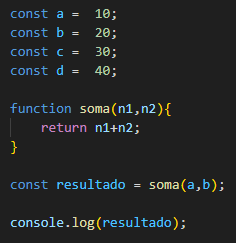 const a =  10;
const b =  20;
const c =  30;
const d =  40;

function soma(n1,n2){
    return n1+n2;
}

const resultado = soma(a,b);

console.log(resultado);